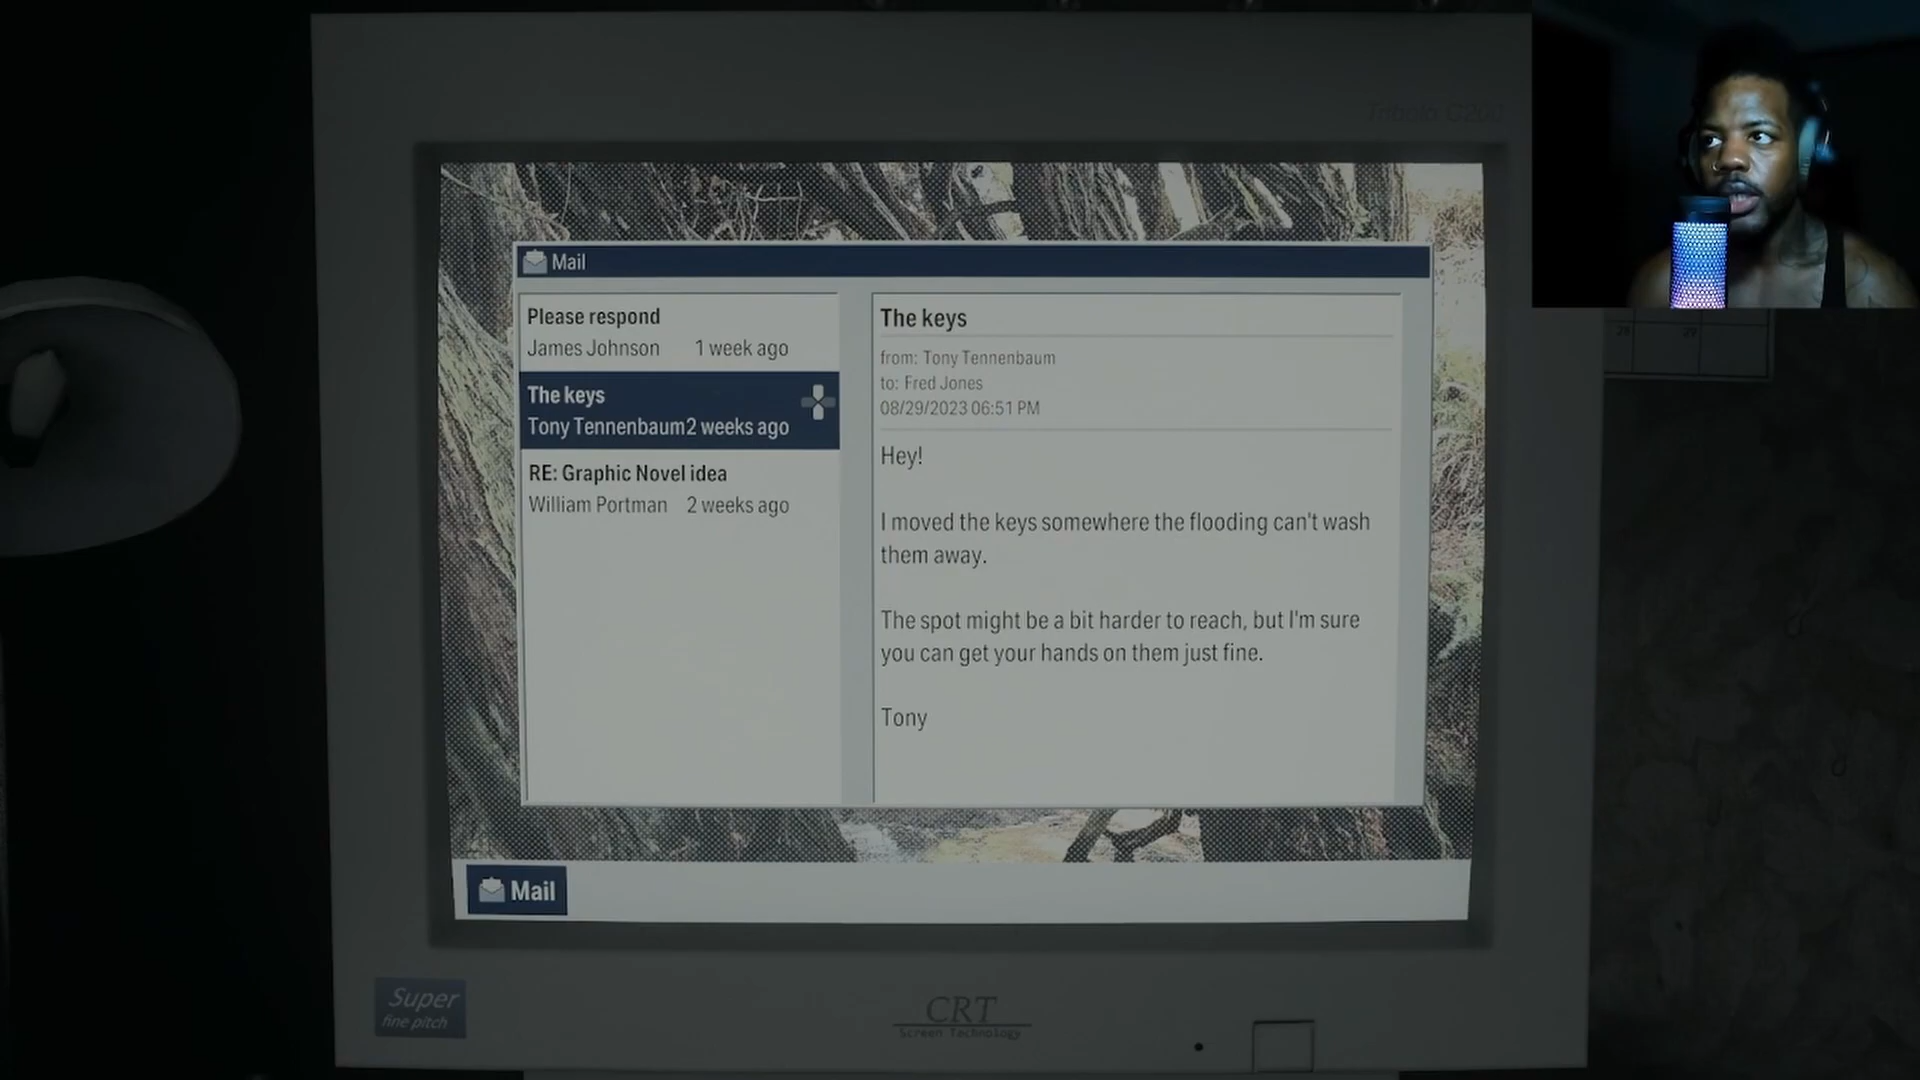 Mail
Please respond
James Johnson 1 week ago
The keys
Tony Tennenbaum 2 weeks ago
RE: Graphic Novel idea
William Portman 2 weeks ago
The keys
from: Tony Tennenbaum
to: Fred Jones
08/29/2023 06:51 PM
Hey!
I moved the keys somewhere the flooding can't wash
them away.
The spot might be a bit harder to reach, but I'm sure
you can get your hands on them just fine.
Tony
Mail
Super
fine pitch
CRT
Screen Technology